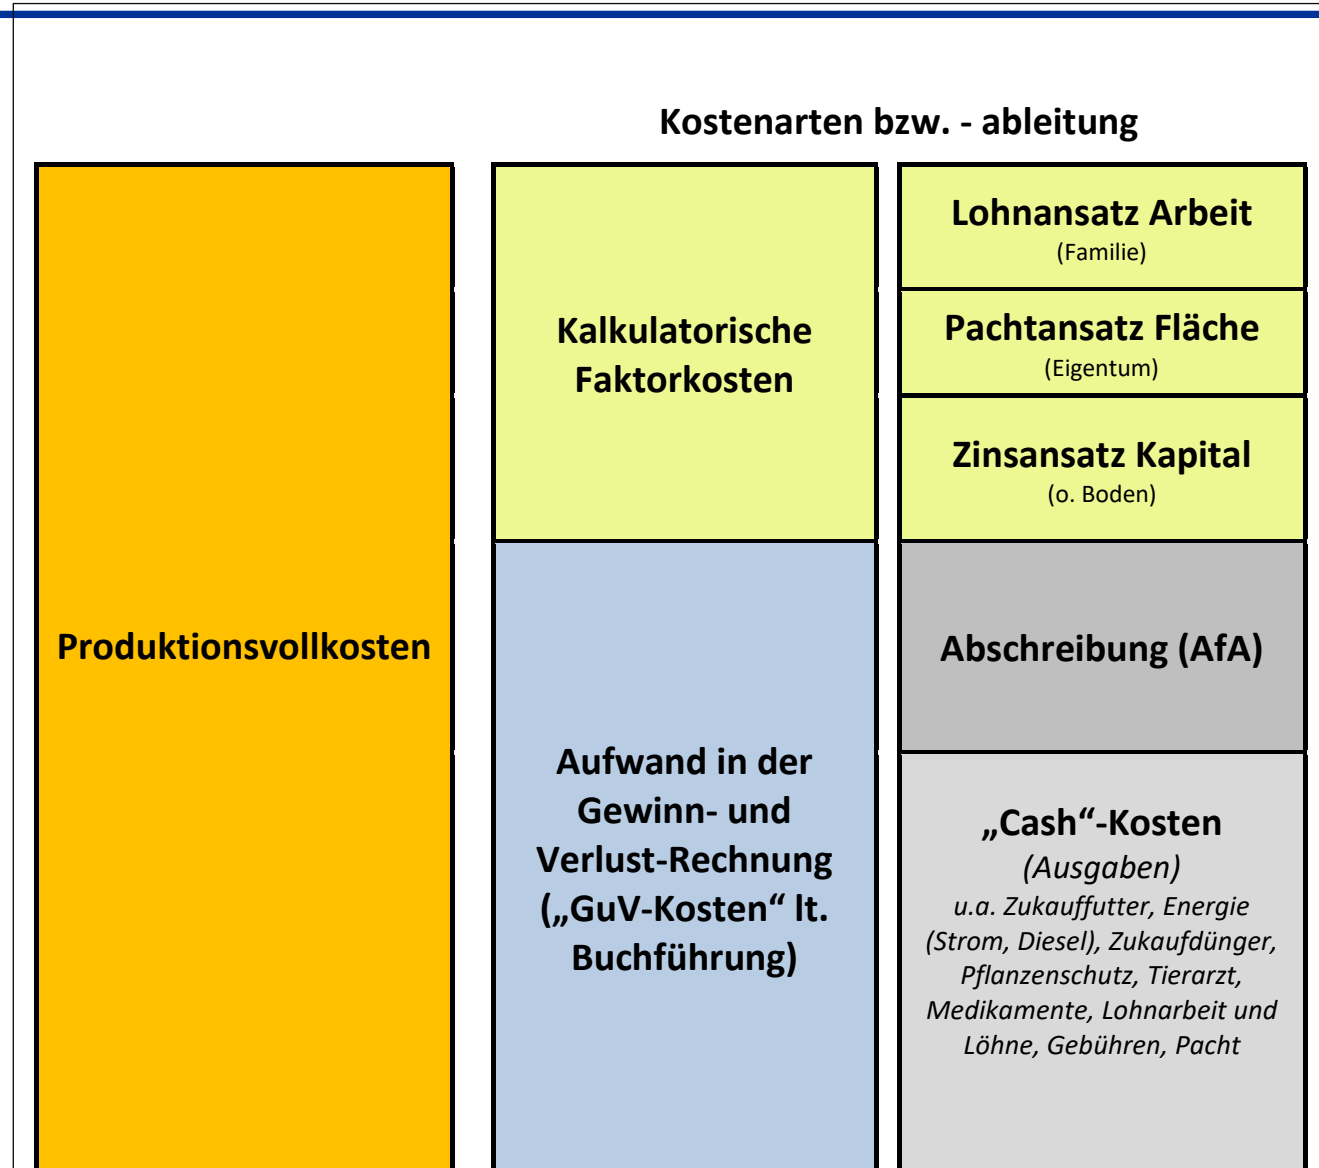 Kostenarten bzw. - ableitung
Produktionsvollkosten
Kalkulatorische
Faktorkosten
Aufwand in der
Gewinn- und
Verlust-Rechnung
(„GuV-Kosten“ lt.
Buchführung)
Lohnansatz Arbeit
(Familie)
Pachtansatz Fläche
(Eigentum)
Zinsansatz Kapital
(o. Boden)
Abschreibung (AfA)
„Cash“-Kosten
(Ausgaben)
u.a. Zukauffutter, Energie
(Strom, Diesel), Zukaufdünger,
Pflanzenschutz, Tierarzt,
Medikamente, Lohnarbeit und
Löhne, Gebühren, Pacht